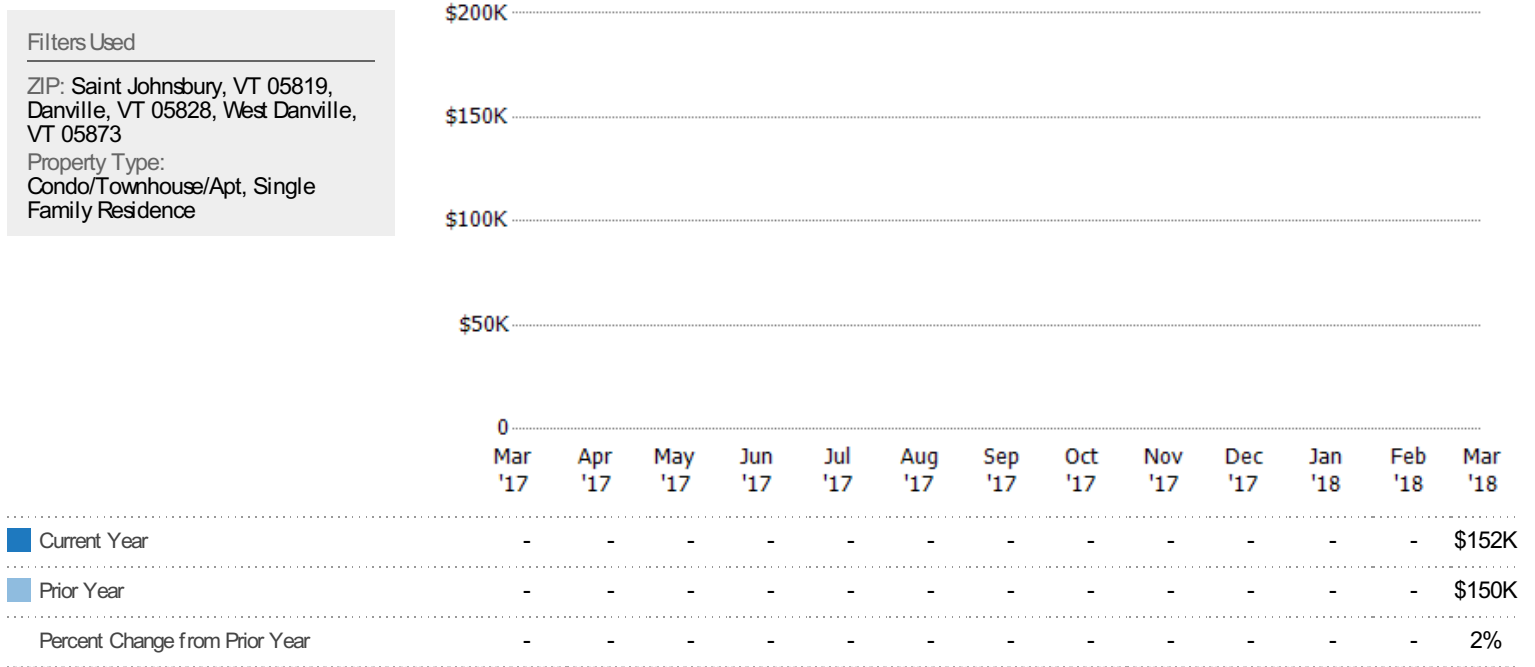 Filters Used
ZIP: Saint Johnsbury, VT 05819,
Danville, VT 05828, West Danville,
VT 05873
Property Type:
Condo/Townhouse/Apt, Single
Family Residence
$200K
$150K
$100K
$50K
0
Mar Apr May Jun Jul Aug Sep Oct Nov Dec Jan Feb Mar
'17 '17 '17 '17 '17 '17 '17 '17 '17 '17 '18 '18 '18
Current Year - - - - - - - - - - - - $152K
Prior Year - - - - - - - - - - - - $150K
Percent Change from Prior Year - - - - - - - - - - - - 2%